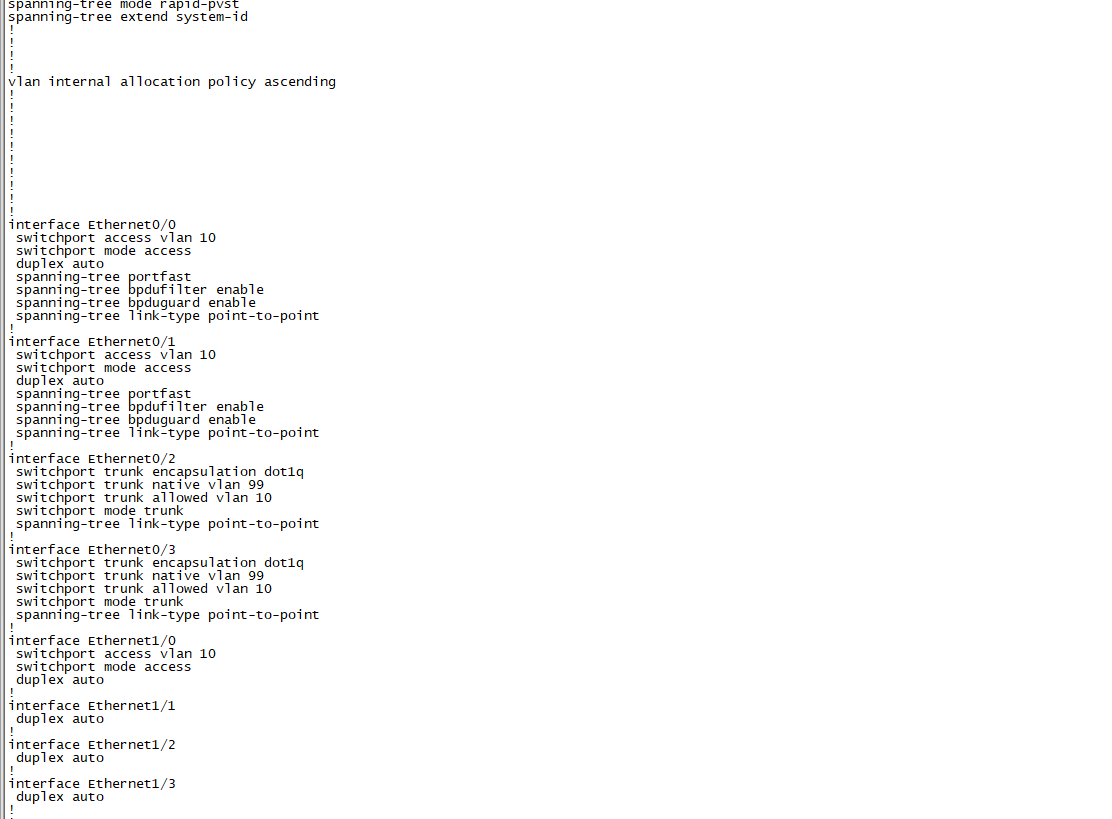 spanning-tree mode rapid-pvst
spanning-tree extend system-id
!
!
!
!
vlan internal allocation policy ascending
!
!
!
!
!
!
!
!
!
!
interface Ethernet0/0
 switchport access vlan 10
 switchport mode access
 duplex auto
 spanning-tree portfast
 spanning-tree bpdufilter enable
 spanning-tree bpduguard enable
 spanning-tree link-type point-to-point
!
interface Ethernet0/1
 switchport access vlan 10
 switchport mode access
 duplex auto
 spanning-tree portfast
 spanning-tree bpdufilter enable
 spanning-tree bpduguard enable
 spanning-tree link-type point-to-point
!
interface Ethernet0/2
 switchport trunk encapsulation dot1q
 switchport trunk native vlan 99
 switchport trunk allowed vlan 10
 switchport mode trunk
 spanning-tree link-type point-to-point
!
interface Ethernet0/3
 switchport trunk encapsulation dot1q
 switchport trunk native vlan 99
 switchport trunk allowed vlan 10
 switchport mode trunk
 spanning-tree link-type point-to-point
!
interface Ethernet1/0
 switchport access vlan 10
 switchport mode access
 duplex auto
!
interface Ethernet1/1
 duplex auto
!
interface Ethernet1/2
 duplex auto
!
interface Ethernet1/3
 duplex auto
!